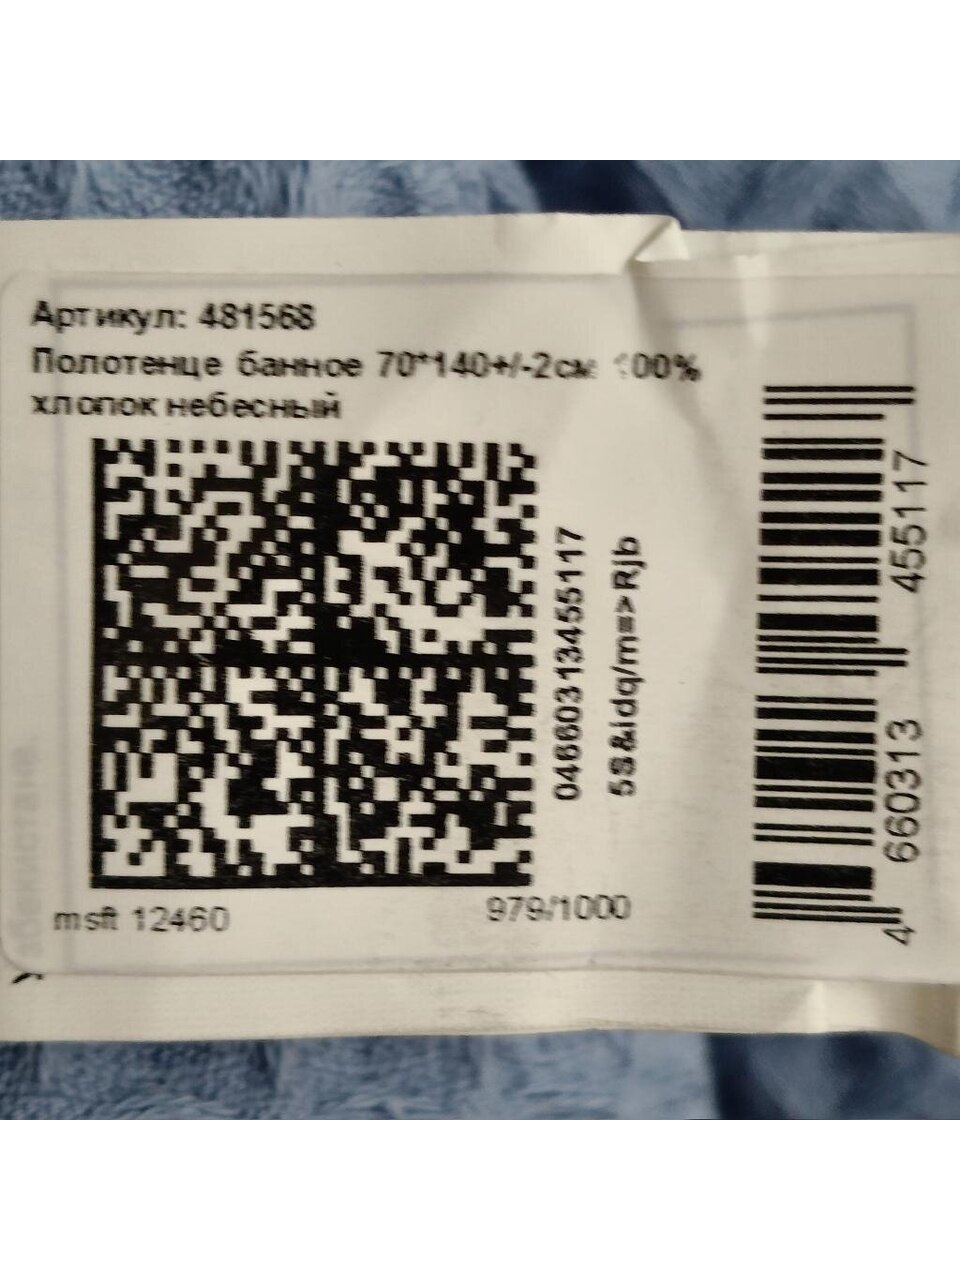 Артикул: 481568
Полотенце банное 70*140+/-2см 100%
хлопок небесный
04660313455117
5S&idq/m=>Rjb
msft 12460
979/1000
4 660313 455117